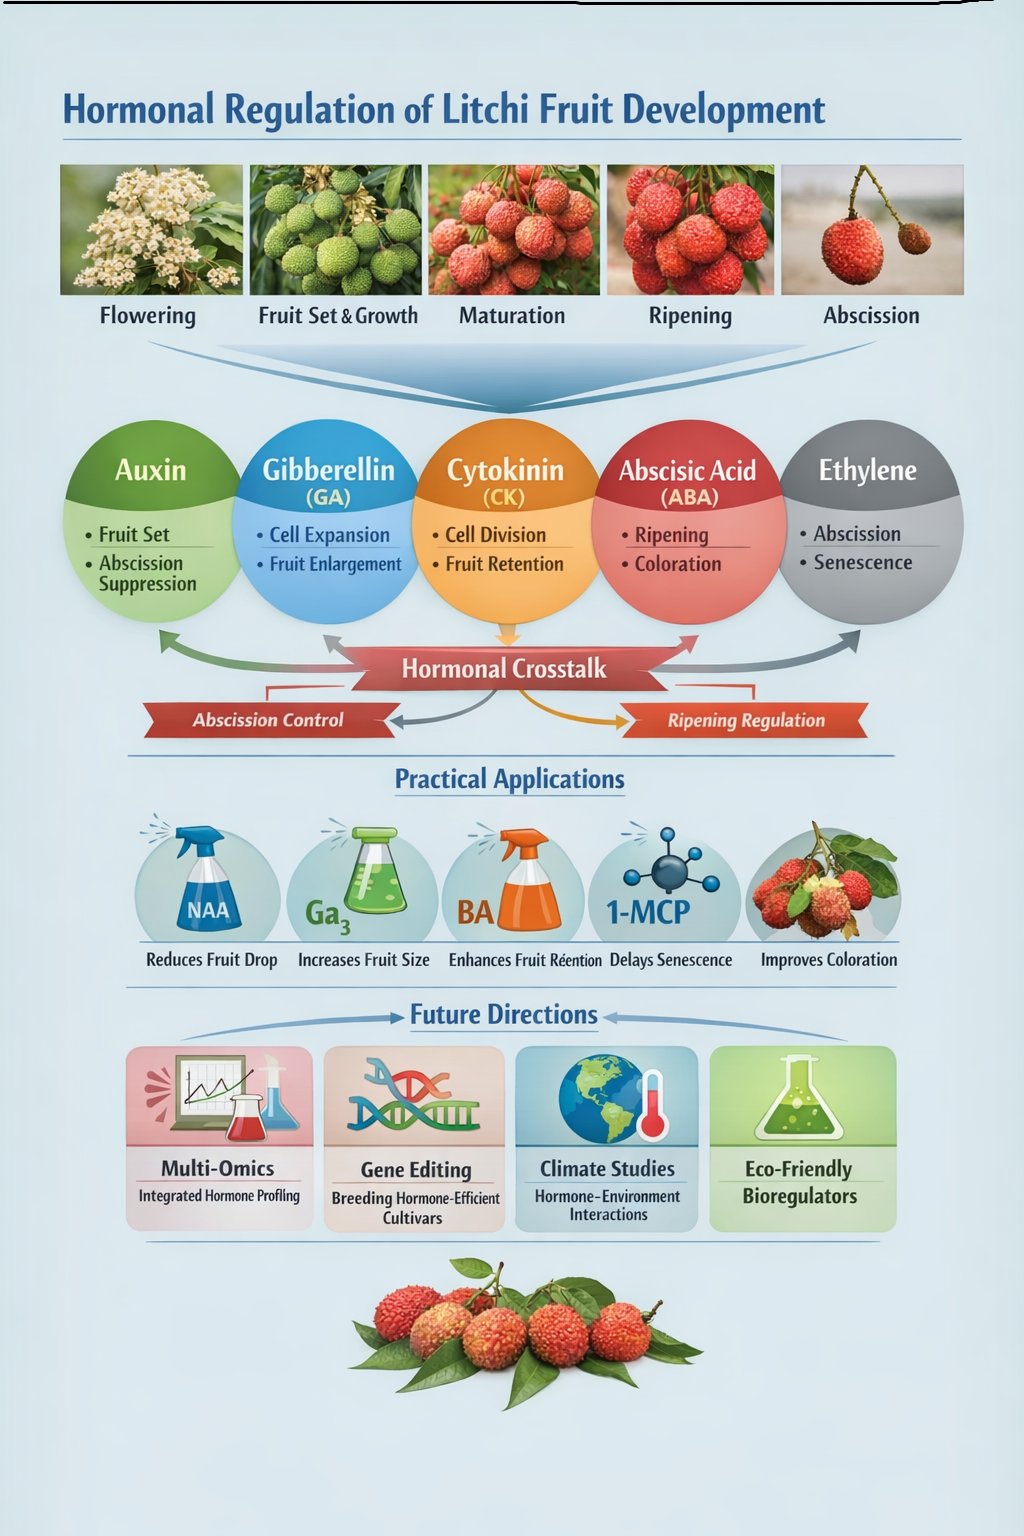 Hormonal Regulation of Litchi Fruit Development
Flowering
Fruit Set & Growth
Maturation
Ripening
Abscission
Auxin
• Fruit Set
• Abscission
Suppression
Gibberellin
(GA)
• Cell Expansion
• Fruit Enlargement
Cytokinin
(CK)
• Cell Division
• Fruit Retention
Abscisic Acid
(ABA)
• Ripening
• Coloration
Ethylene
• Abscission
• Senescence
Hormonal Crosstalk
Abscission Control
Ripening Regulation
Practical Applications
NAA
Reduces Fruit Drop
Ga3
Increases Fruit Size
BA
Enhances Fruit Réention
1-MCP
Delays Senescence
Improves Coloration
Future Directions
Multi-Omics
Integrated Hormone Profling
Gene Editing
Breeding Hormone-Efficient
Cultivars
Climate Studies
Hormone-Environment
Interactions
Eco-Friendly
Bioregulators